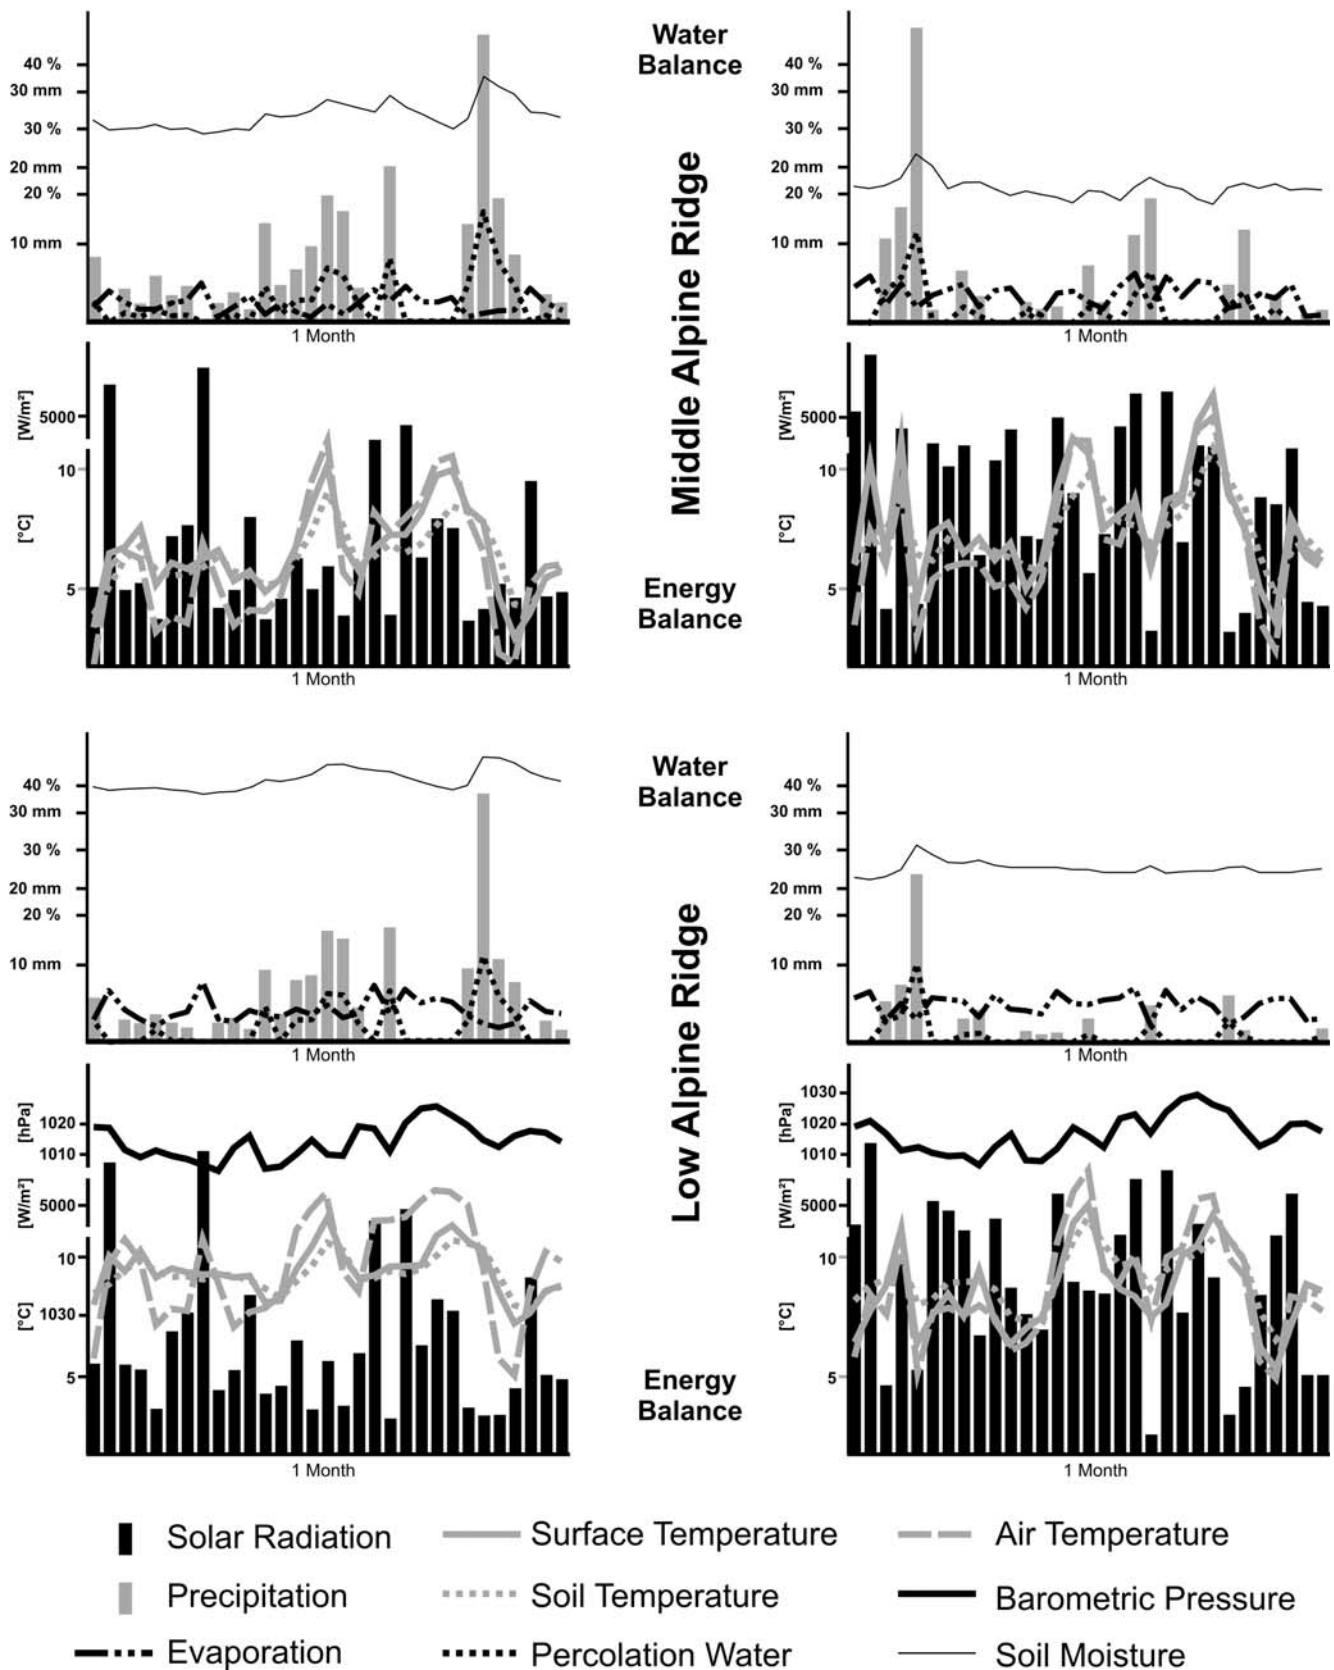 Water
Balance
40 %
30 mm
30 %
20 mm
20 %
10 mm
1 Month
40 %
30 mm
30 %
20 mm
20 %
10 mm
1 Month
Middle Alpine Ridge
[W/m²]
5000
10
[°C]
5
1 Month
[W/m²]
5000
10
[°C]
5
1 Month
Energy
Balance
Water
Balance
40 %
30 mm
30 %
20 mm
20 %
10 mm
1 Month
40 %
30 mm
30 %
20 mm
20 %
10 mm
1 Month
Low Alpine Ridge
[hPa]
1020
1010
[W/m²]
5000
10
1030
[°C]
5
1 Month
1030
[hPa]
1020
1010
[W/m²]
5000
10
[°C]
5
1 Month
Energy
Balance
Solar Radiation
Surface Temperature
Air Temperature
Precipitation
Soil Temperature
Barometric Pressure
Evaporation
Percolation Water
Soil Moisture